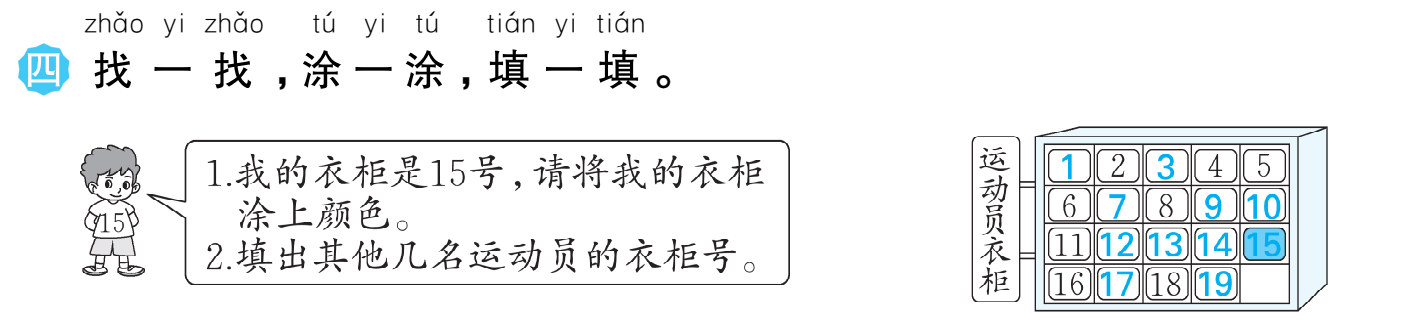 zhǎo yi zhǎo tú yi tú tián yi tián
四 找一找,涂一涂,填一填。
15
1.我的衣柜是15号,请将我的衣柜
涂上颜色。
2.填出其他几名运动员的衣柜号。
运动员衣柜
1 2 3 4 5
6 7 8 9 10
11 12 13 14 15
16 17 18 19